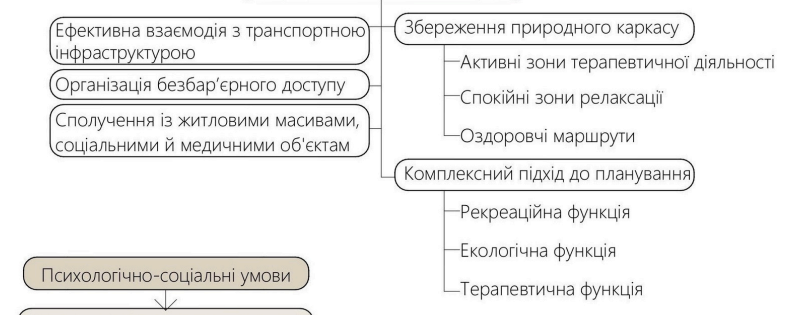 Ефективна взаємодія з транспортною
інфраструктурою
Організація безбар'єрного доступу
Сполучення із житловими масивами,
соціальними й медичними об'єктам
Збереження природного каркасу
Активні зони терапевтичної діяльності
Спокійні зони релаксації
Оздоровчі маршрути
Комплексний підхід до планування
Рекреаційна функція
Екологічна функція
Терапевтична функція
Психологічно-соціальні умови